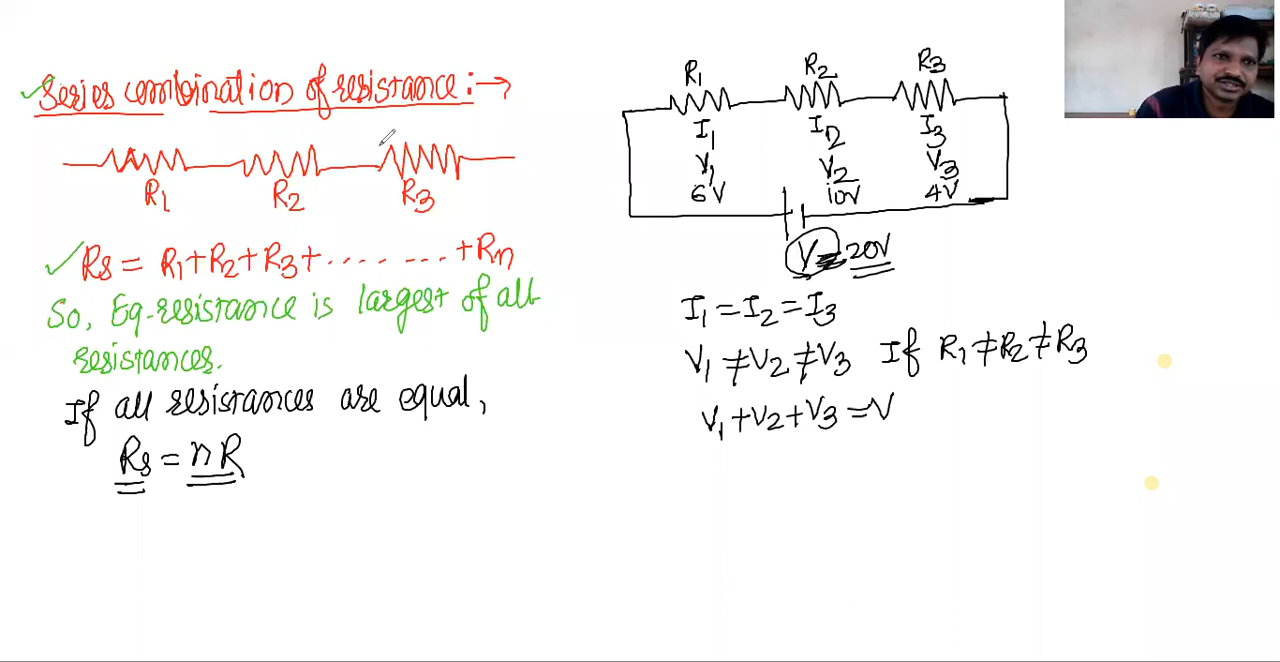 Series combination of resistance:→
R1 R2 R3
Rs = R1+R2+R3+.......+Rn
So, Eq-resistance is largest of all
resistances.
If all resistances are equal,
Rs = nR
R1 R2 R3
I1 I2 I3
V1 V2 V3
6V 10V 4V
V = 20V
I1 = I2 = I3
V1 ≠ V2 ≠ V3 If R1 ≠ R2 ≠ R3
V1+V2+V3 = V